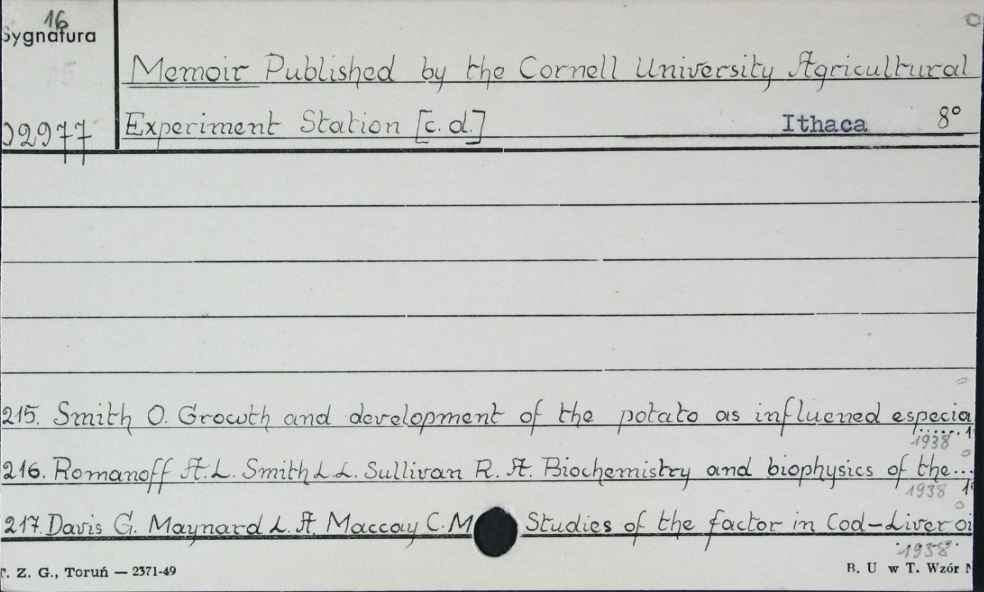 16
Sygnatura
Memoir Published by the Cornell University Agricultural
02977 Experiment Station [c.d.] Ithaca 8°
215. Smith O. Growth and development of the potato as influened especia
1938
216. Romanoff A.L. Smith L L. Sullivan R. A. Biochemistry and biophysics of the...
1938
217. Davis G. Maynard L. A Maccay C. M Studies of the factor in Cod-Liver oi
1938
T. Z. G., Toruń — 2371-49 B. U w T. Wzór